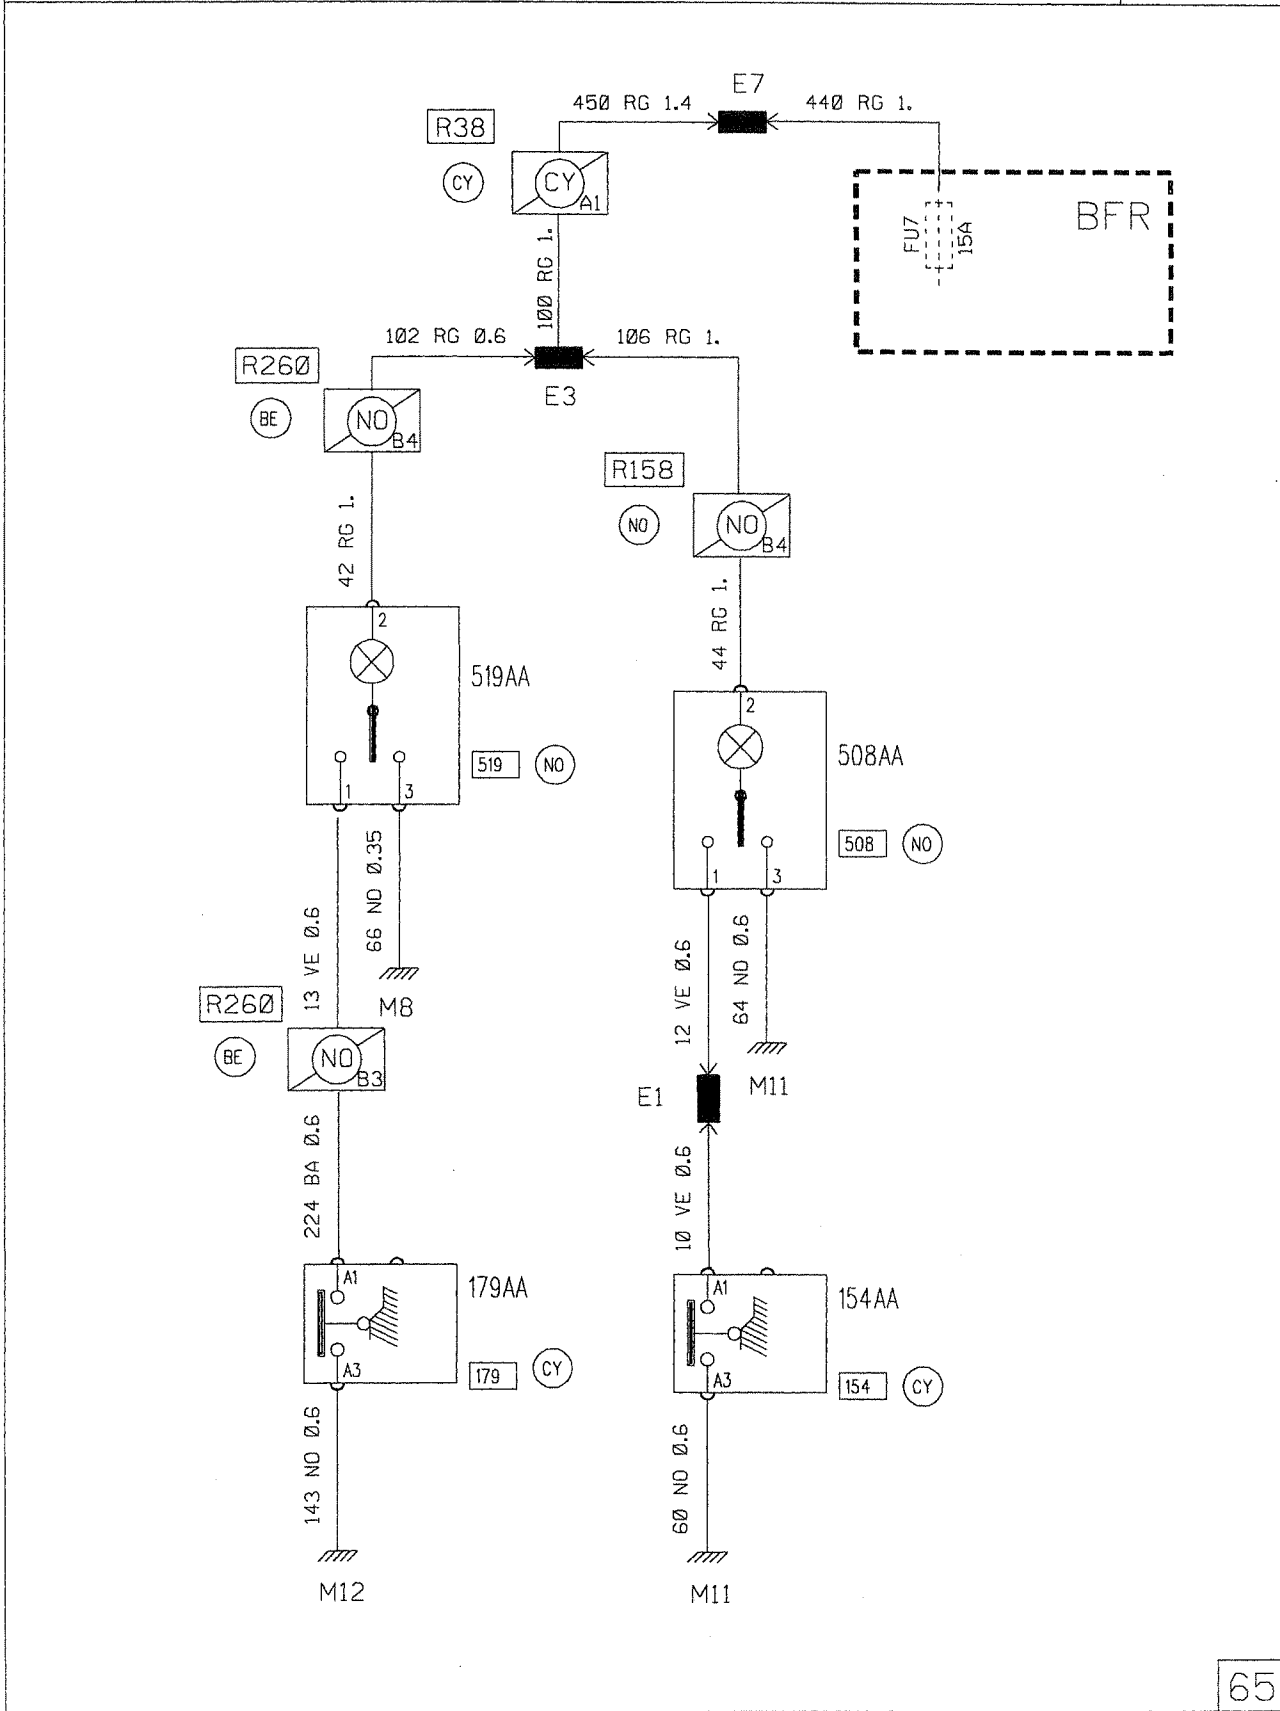 E7
450 RG 1.4
440 RG 1.
R38
CY
CY
A1
BFR
FU7
15A
100 RG 1.
102 RG 0.6
106 RG 1.
R260
E3
BE
NO
B4
R158
NO
NO
B4
42 RG 1.
2
519AA
44 RG 1.
2
508AA
519
NO
1
3
508
NO
1
3
13 VE 0.6
66 NO 0.35
12 VE 0.6
64 NO 0.6
R260
M8
BE
NO
B3
E1
M11
224 BA 0.6
10 VE 0.6
A1
179AA
A1
154AA
A3
179
CY
A3
154
CY
143 NO 0.6
60 NO 0.6
M12
M11
65